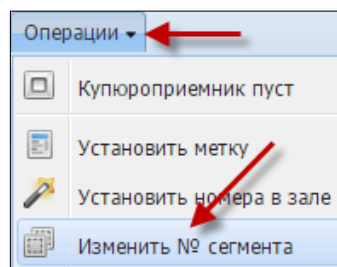 Операции
Купюроприемник пуст
Установить метку
Установить номера в зале
Изменить № сегмента